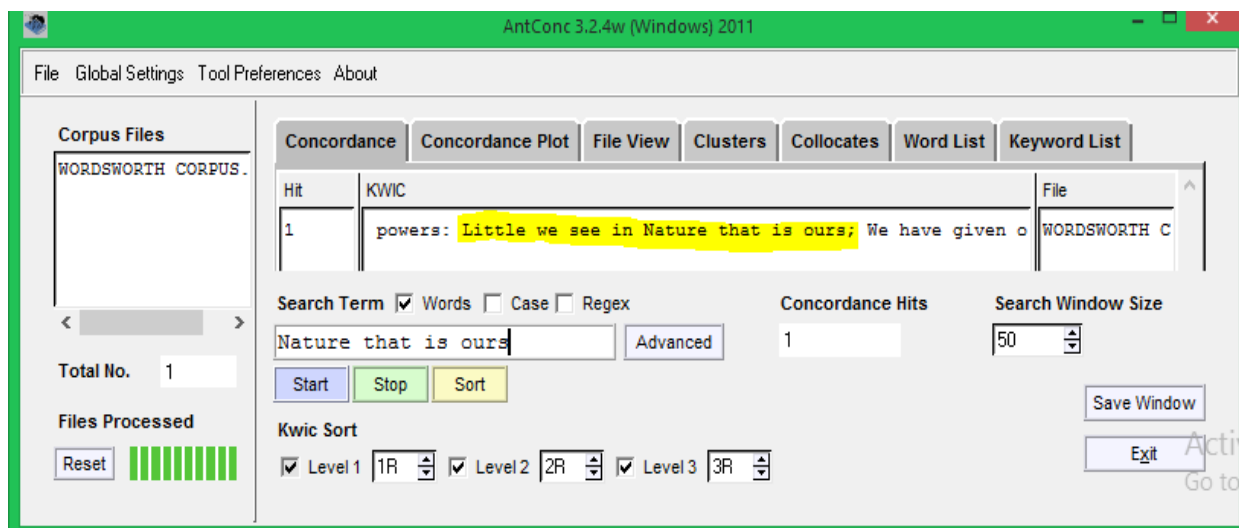 AntConc 3.2.4w (Windows) 2011
File Global Settings Tool Preferences About
Corpus Files
WORDSWORTH CORPUS.
Total No. 1
Files Processed
Reset
Concordance Concordance Plot File View Clusters Collocates Word List Keyword List
Hit KWIC File
1 powers: Little we see in Nature that is ours; We have given o WORDSWORTH C
Search Term Words Case Regex Concordance Hits Search Window Size
Nature that is ours Advanced 1 50
Start Stop Sort
Save Window
Kwic Sort
Level 1 1R Level 2 2R Level 3 3R
Exit
Activ
Go to